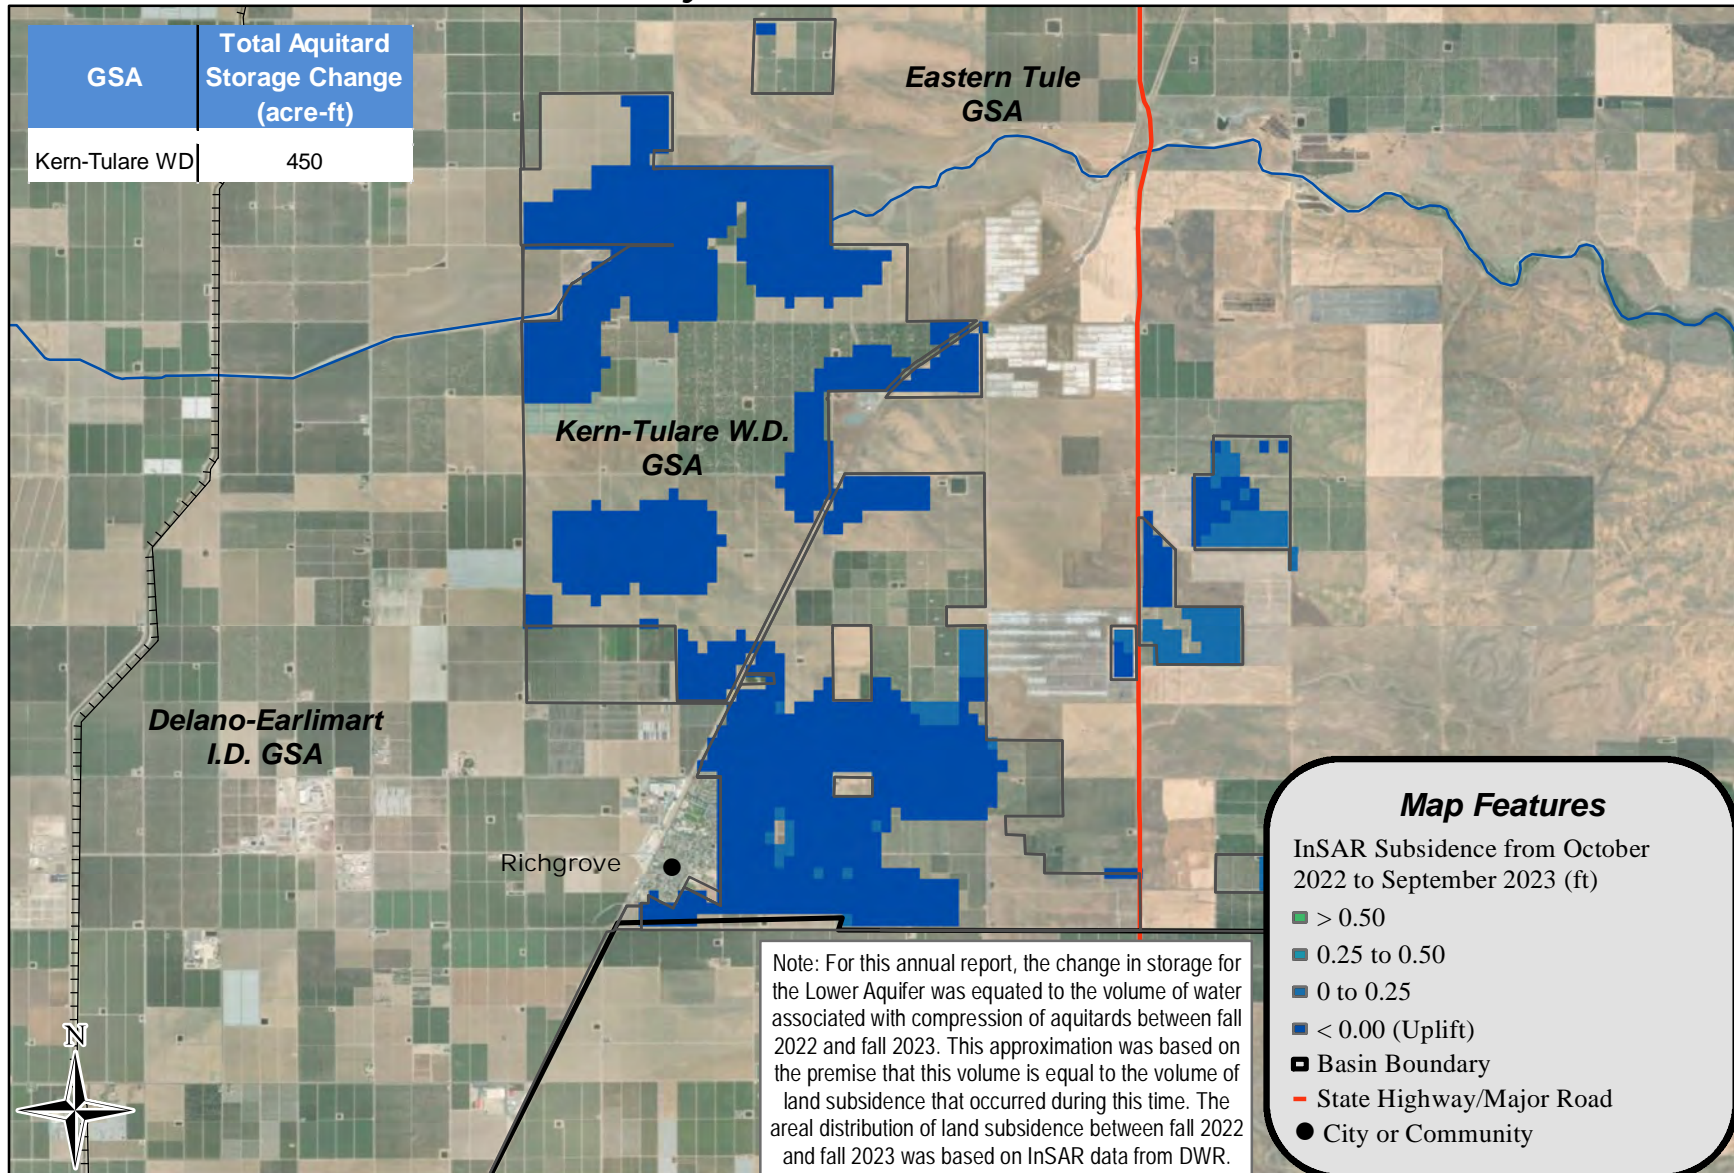 GSA
Total Aquitard
Storage Change
(acre-ft)
Kern-Tulare WD
450
Eastern Tule
GSA
Kern-Tulare W.D.
GSA
Delano-Earlimart
I.D. GSA
Richgrove
N
Note: For this annual report, the change in storage for
the Lower Aquifer was equated to the volume of water
associated with compression of aquitards between fall
2022 and fall 2023. This approximation was based on
the premise that this volume is equal to the volume of
land subsidence that occurred during this time. The
areal distribution of land subsidence between fall 2022
and fall 2023 was based on InSAR data from DWR.
Map Features
InSAR Subsidence from October
2022 to September 2023 (ft)
> 0.50
0.25 to 0.50
0 to 0.25
< 0.00 (Uplift)
Basin Boundary
State Highway/Major Road
City or Community